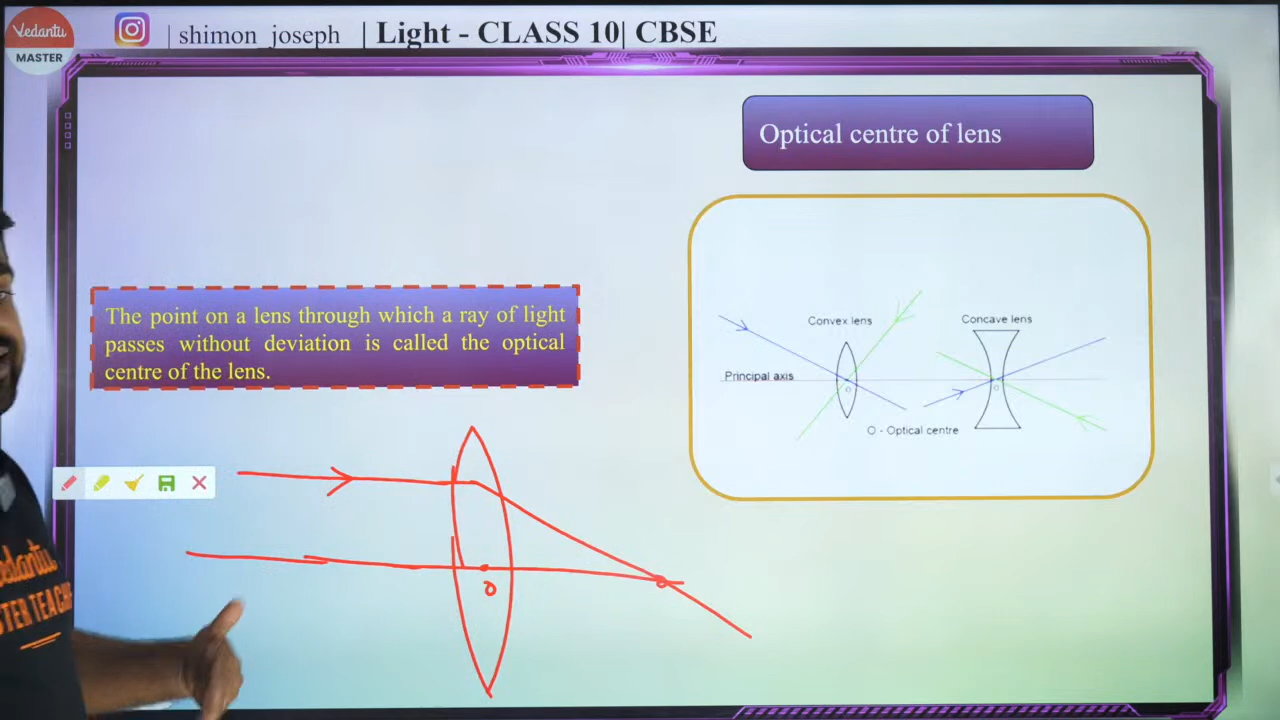 Vedantu
MASTER
| shimon_joseph | Light - CLASS 10| CBSE
Optical centre of lens
The point on a lens through which a ray of light
passes without deviation is called the optical
centre of the lens.
Convex lens
Concave lens
Principal axis
O
O
O - Optical centre
O